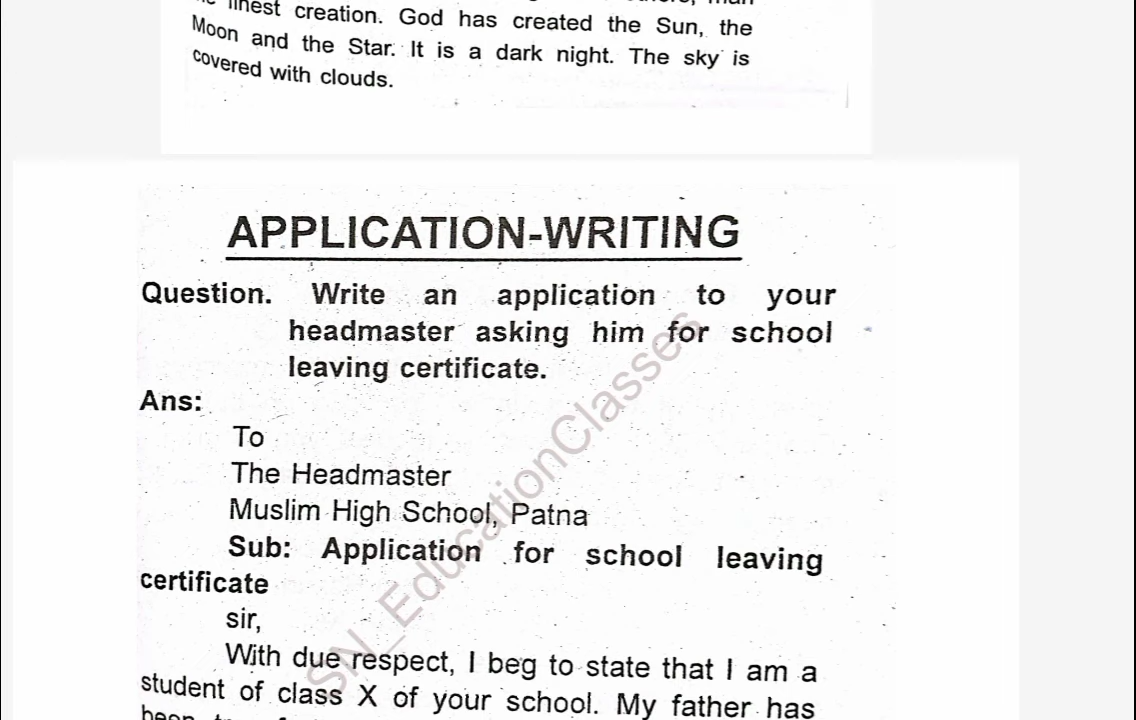 finest creation. God has created the Sun, the
Moon and the Star. It is a dark night. The sky is
covered with clouds.
APPLICATION-WRITING
Question. Write an application to your
headmaster asking him for school
leaving certificate.
Ans:
To
The Headmaster
Muslim High School, Patna
Sub: Application for school leaving
certificate
sir,
With due respect, I beg to state that I am a
student of class X of your school. My father has
SN_EducationClasses